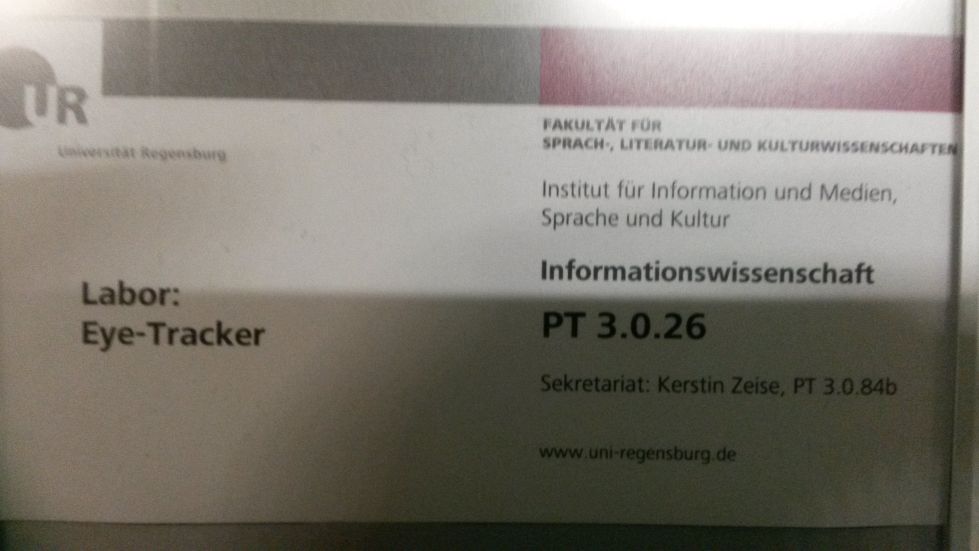 UR
Universität Regensburg
FAKULTÄT FÜR
SPRACH-, LITERATUR- UND KULTURWISSENSCHAFTEN
Institut für Information und Medien,
Sprache und Kultur
Informationswissenschaft
PT 3.0.26
Sekretariat: Kerstin Zeise, PT 3.0.84b
www.uni-regensburg.de
Labor:
Eye-Tracker